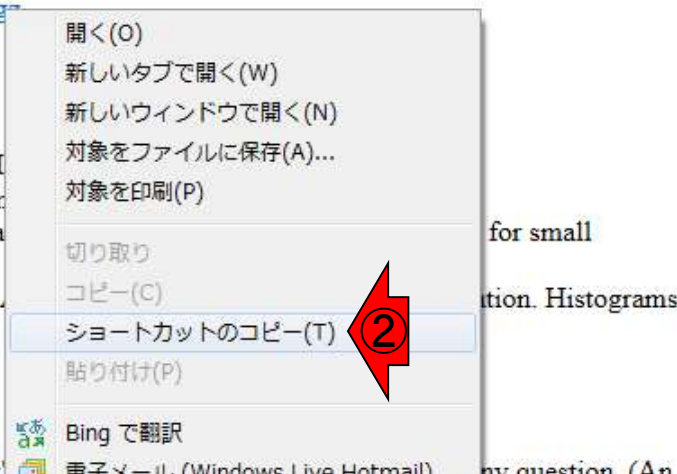 開く(O)
新しいタブで開く(W)
新しいウィンドウで開く(N)
対象をファイルに保存(A)...
対象を印刷(P)
for small
切り取り
コピー(C)
tion. Histograms
ショートカットのコピー(T) ②
貼り付け(P)
Bing で翻訳
電子メール (Windows Live Hotmail)
ny question. (An